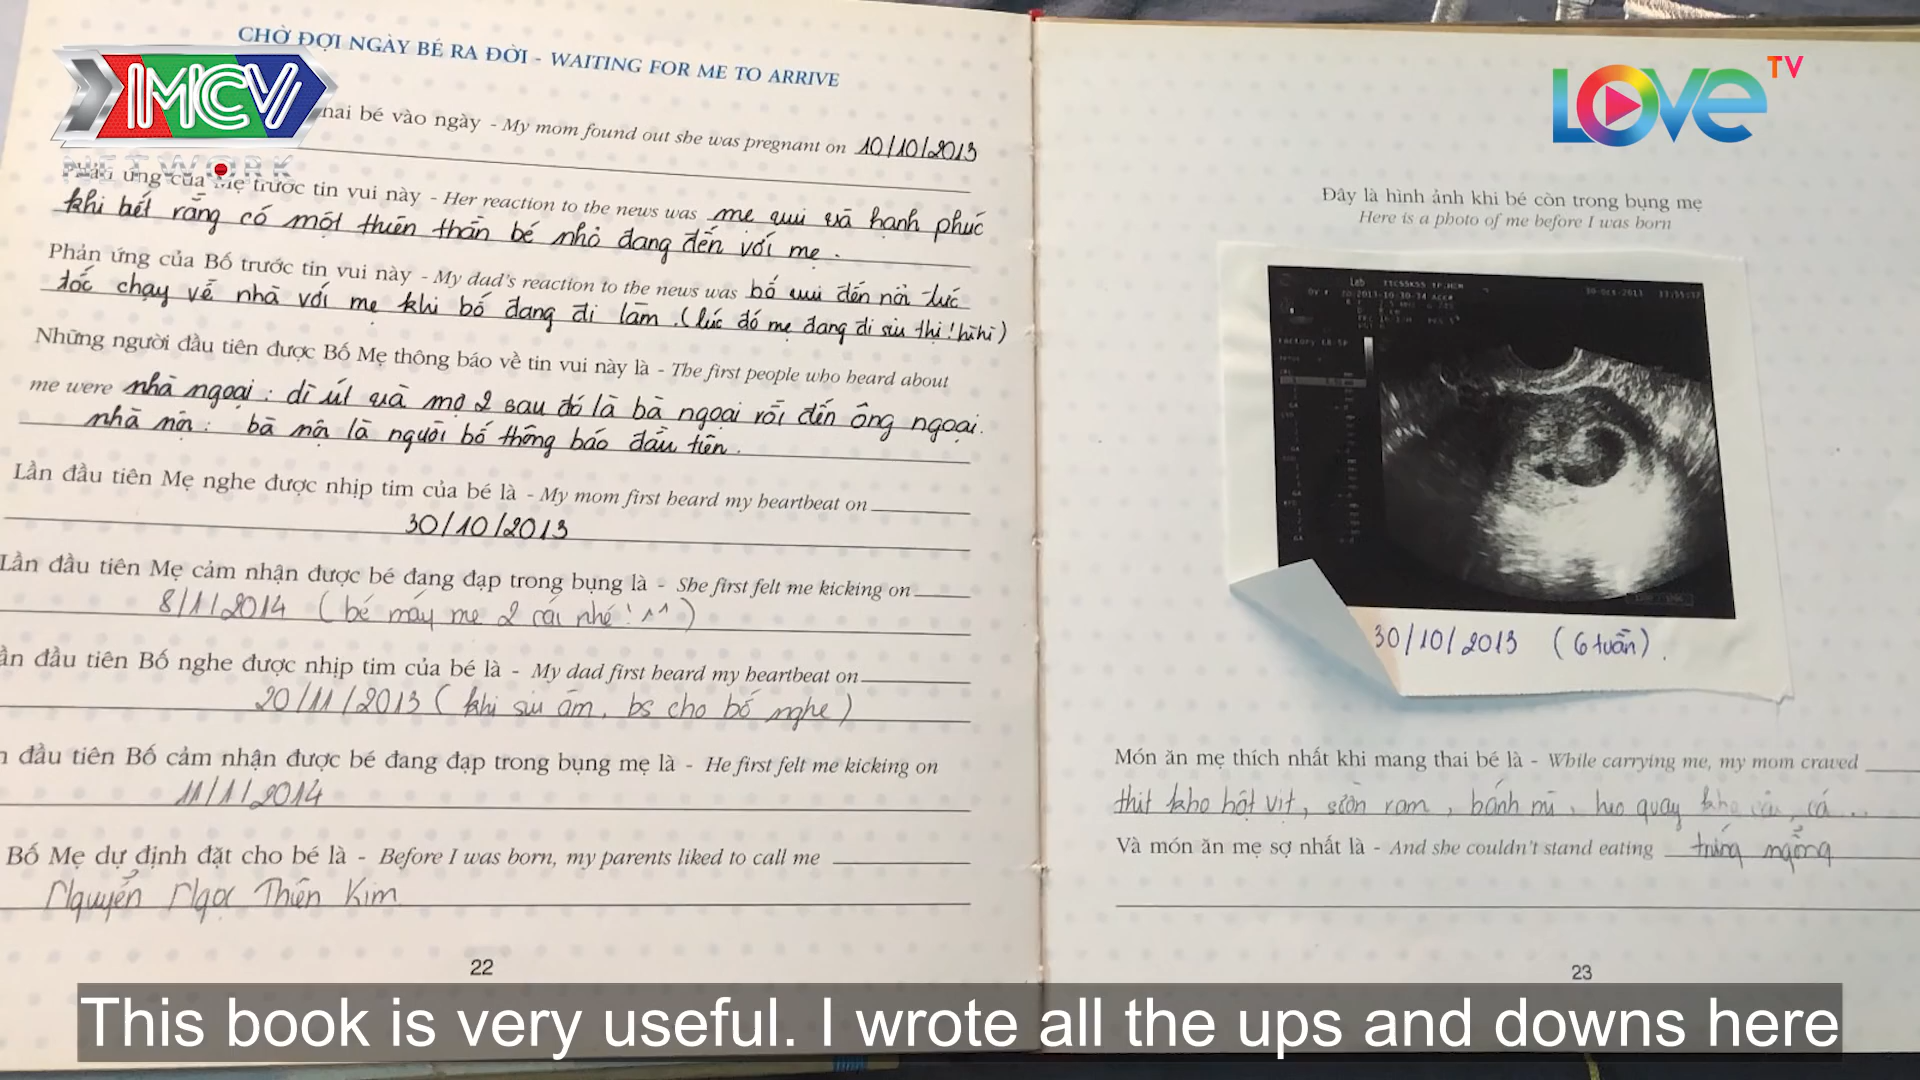 CHỜ ĐỢI NGÀY BÉ RA ĐỜI - WAITING FOR ME TO ARRIVE
MCV
NETWORK
LOVE TV
nai bé vào ngày - My mom found out she was pregnant on 10/10/2013
ứng của Mẹ trước tin vui này - Her reaction to the news was mẹ vui và hạnh phúc
khi biết rằng có một thiên thần bé nhỏ đang đến với mẹ.
Phản ứng của Bố trước tin vui này - My dad's reaction to the news was bố vui đến nỗi tức
tốc chạy về nhà với mẹ khi bố đang đi làm. (lúc đó mẹ đang đi siêu thị! hihi)
Những người đầu tiên được Bố Mẹ thông báo về tin vui này là - The first people who heard about
me were nhà ngoại: dì út và mợ 2 sau đó là bà ngoại rồi đến ông ngoại.
nhà nội: bà nội là người bố thông báo đầu tiên.
Lần đầu tiên Mẹ nghe được nhịp tim của bé là - My mom first heard my heartbeat on
30/10/2013
Lần đầu tiên Mẹ cảm nhận được bé đang đạp trong bụng là - She first felt me kicking on
8/1/2014 (bé máy mẹ 2 cái nhé! ^^)
ần đầu tiên Bố nghe được nhịp tim của bé là - My dad first heard my heartbeat on
20/11/2013 (khi siêu âm, bs cho bố nghe)
n đầu tiên Bố cảm nhận được bé đang đạp trong bụng mẹ là - He first felt me kicking on
11/1/2014
Bố Mẹ dự định đặt cho bé là - Before I was born, my parents liked to call me
Nguyễn Ngọc Thiên Kim
22
Đây là hình ảnh khi bé còn trong bụng mẹ
Here is a photo of me before I was born
30/10/2013 (6 tuần).
Món ăn mẹ thích nhất khi mang thai bé là - While carrying me, my mom craved
thịt kho hột vịt, sườn ram, bánh mì, heo quay kho cá ...
Và món ăn mẹ sợ nhất là - And she couldn't stand eating trứng ngỗng
23
This book is very useful. I wrote all the ups and downs here